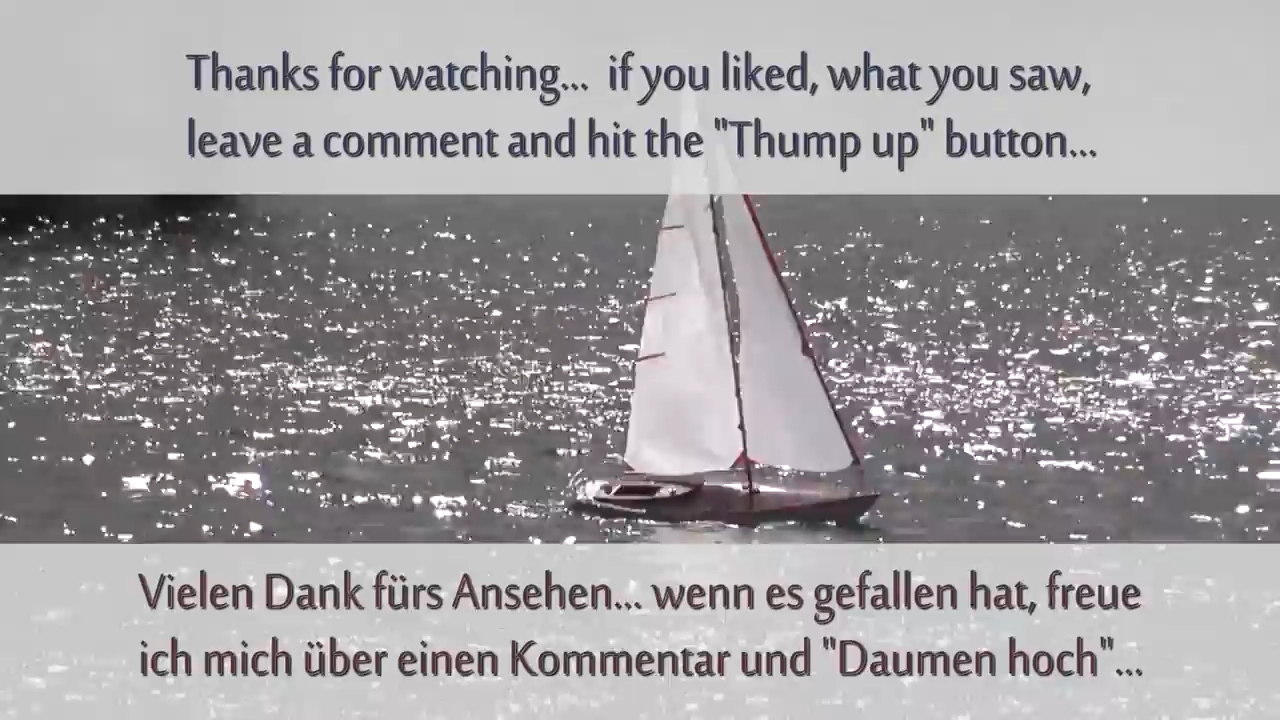 Thanks for watching... if you liked, what you saw,
leave a comment and hit the "Thump up" button...
Vielen Dank fürs Ansehen... wenn es gefallen hat, freue
ich mich über einen Kommentar und "Daumen hoch"...